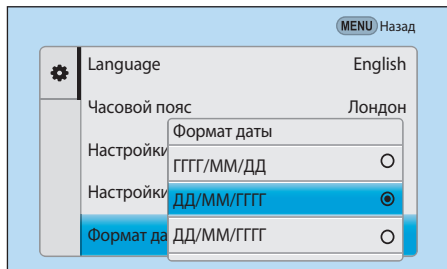 MENU Назад
Language English
Часовой пояс Лондон
Формат даты
Настройки
ГГГГ/ММ/ДД
Настройки
ДД/ММ/ГГГГ
Формат да
ДД/ММ/ГГГГ